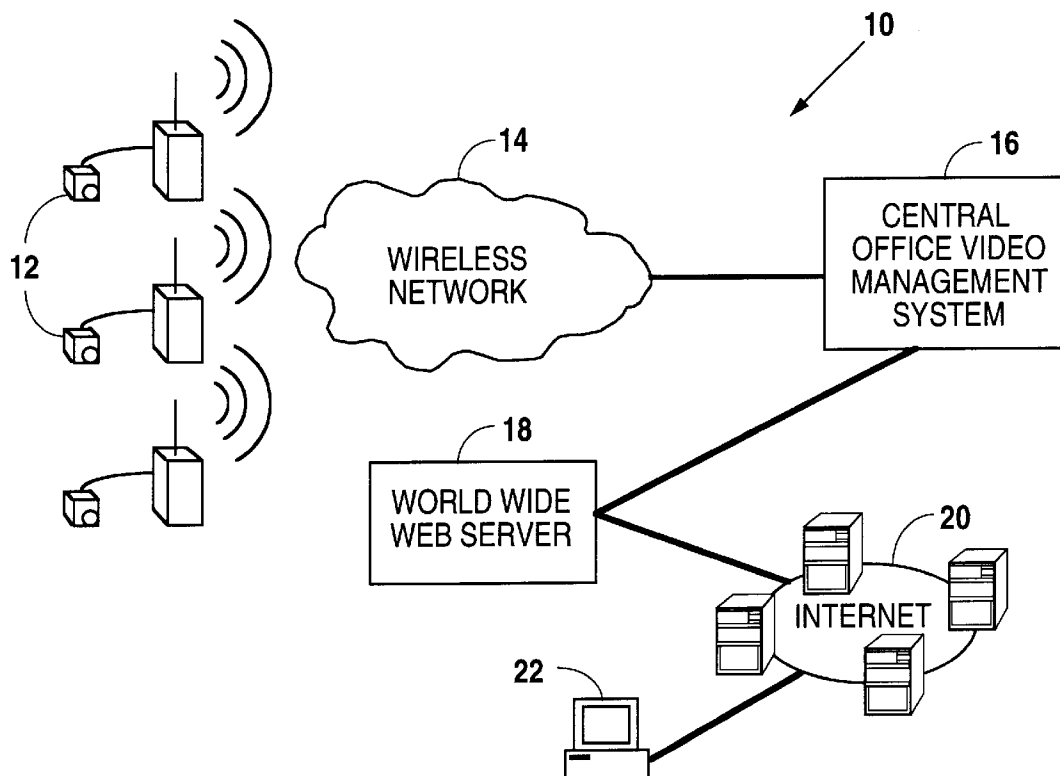 10
14
16
12
WIRELESS
NETWORK
CENTRAL
OFFICE VIDEO
MANAGEMENT
SYSTEM
18
WORLD WIDE
WEB SERVER
20
INTERNET
22